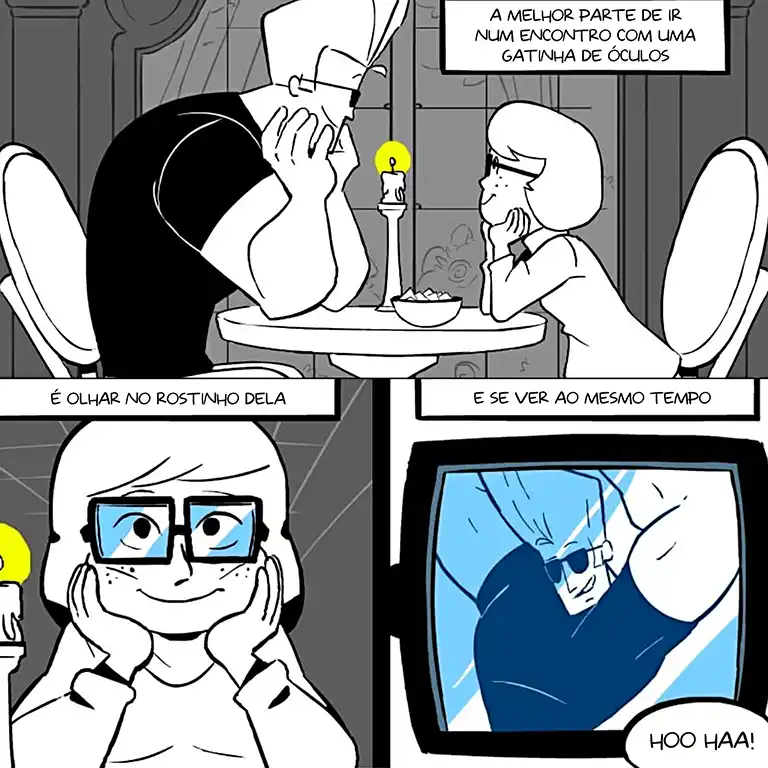 A MELHOR PARTE DE IR
NUM ENCONTRO COM UMA
GATINHA DE ÓCULOS
É OLHAR NO ROSTINHO DELA
E SE VER AO MESMO TEMPO
HOO HAA!